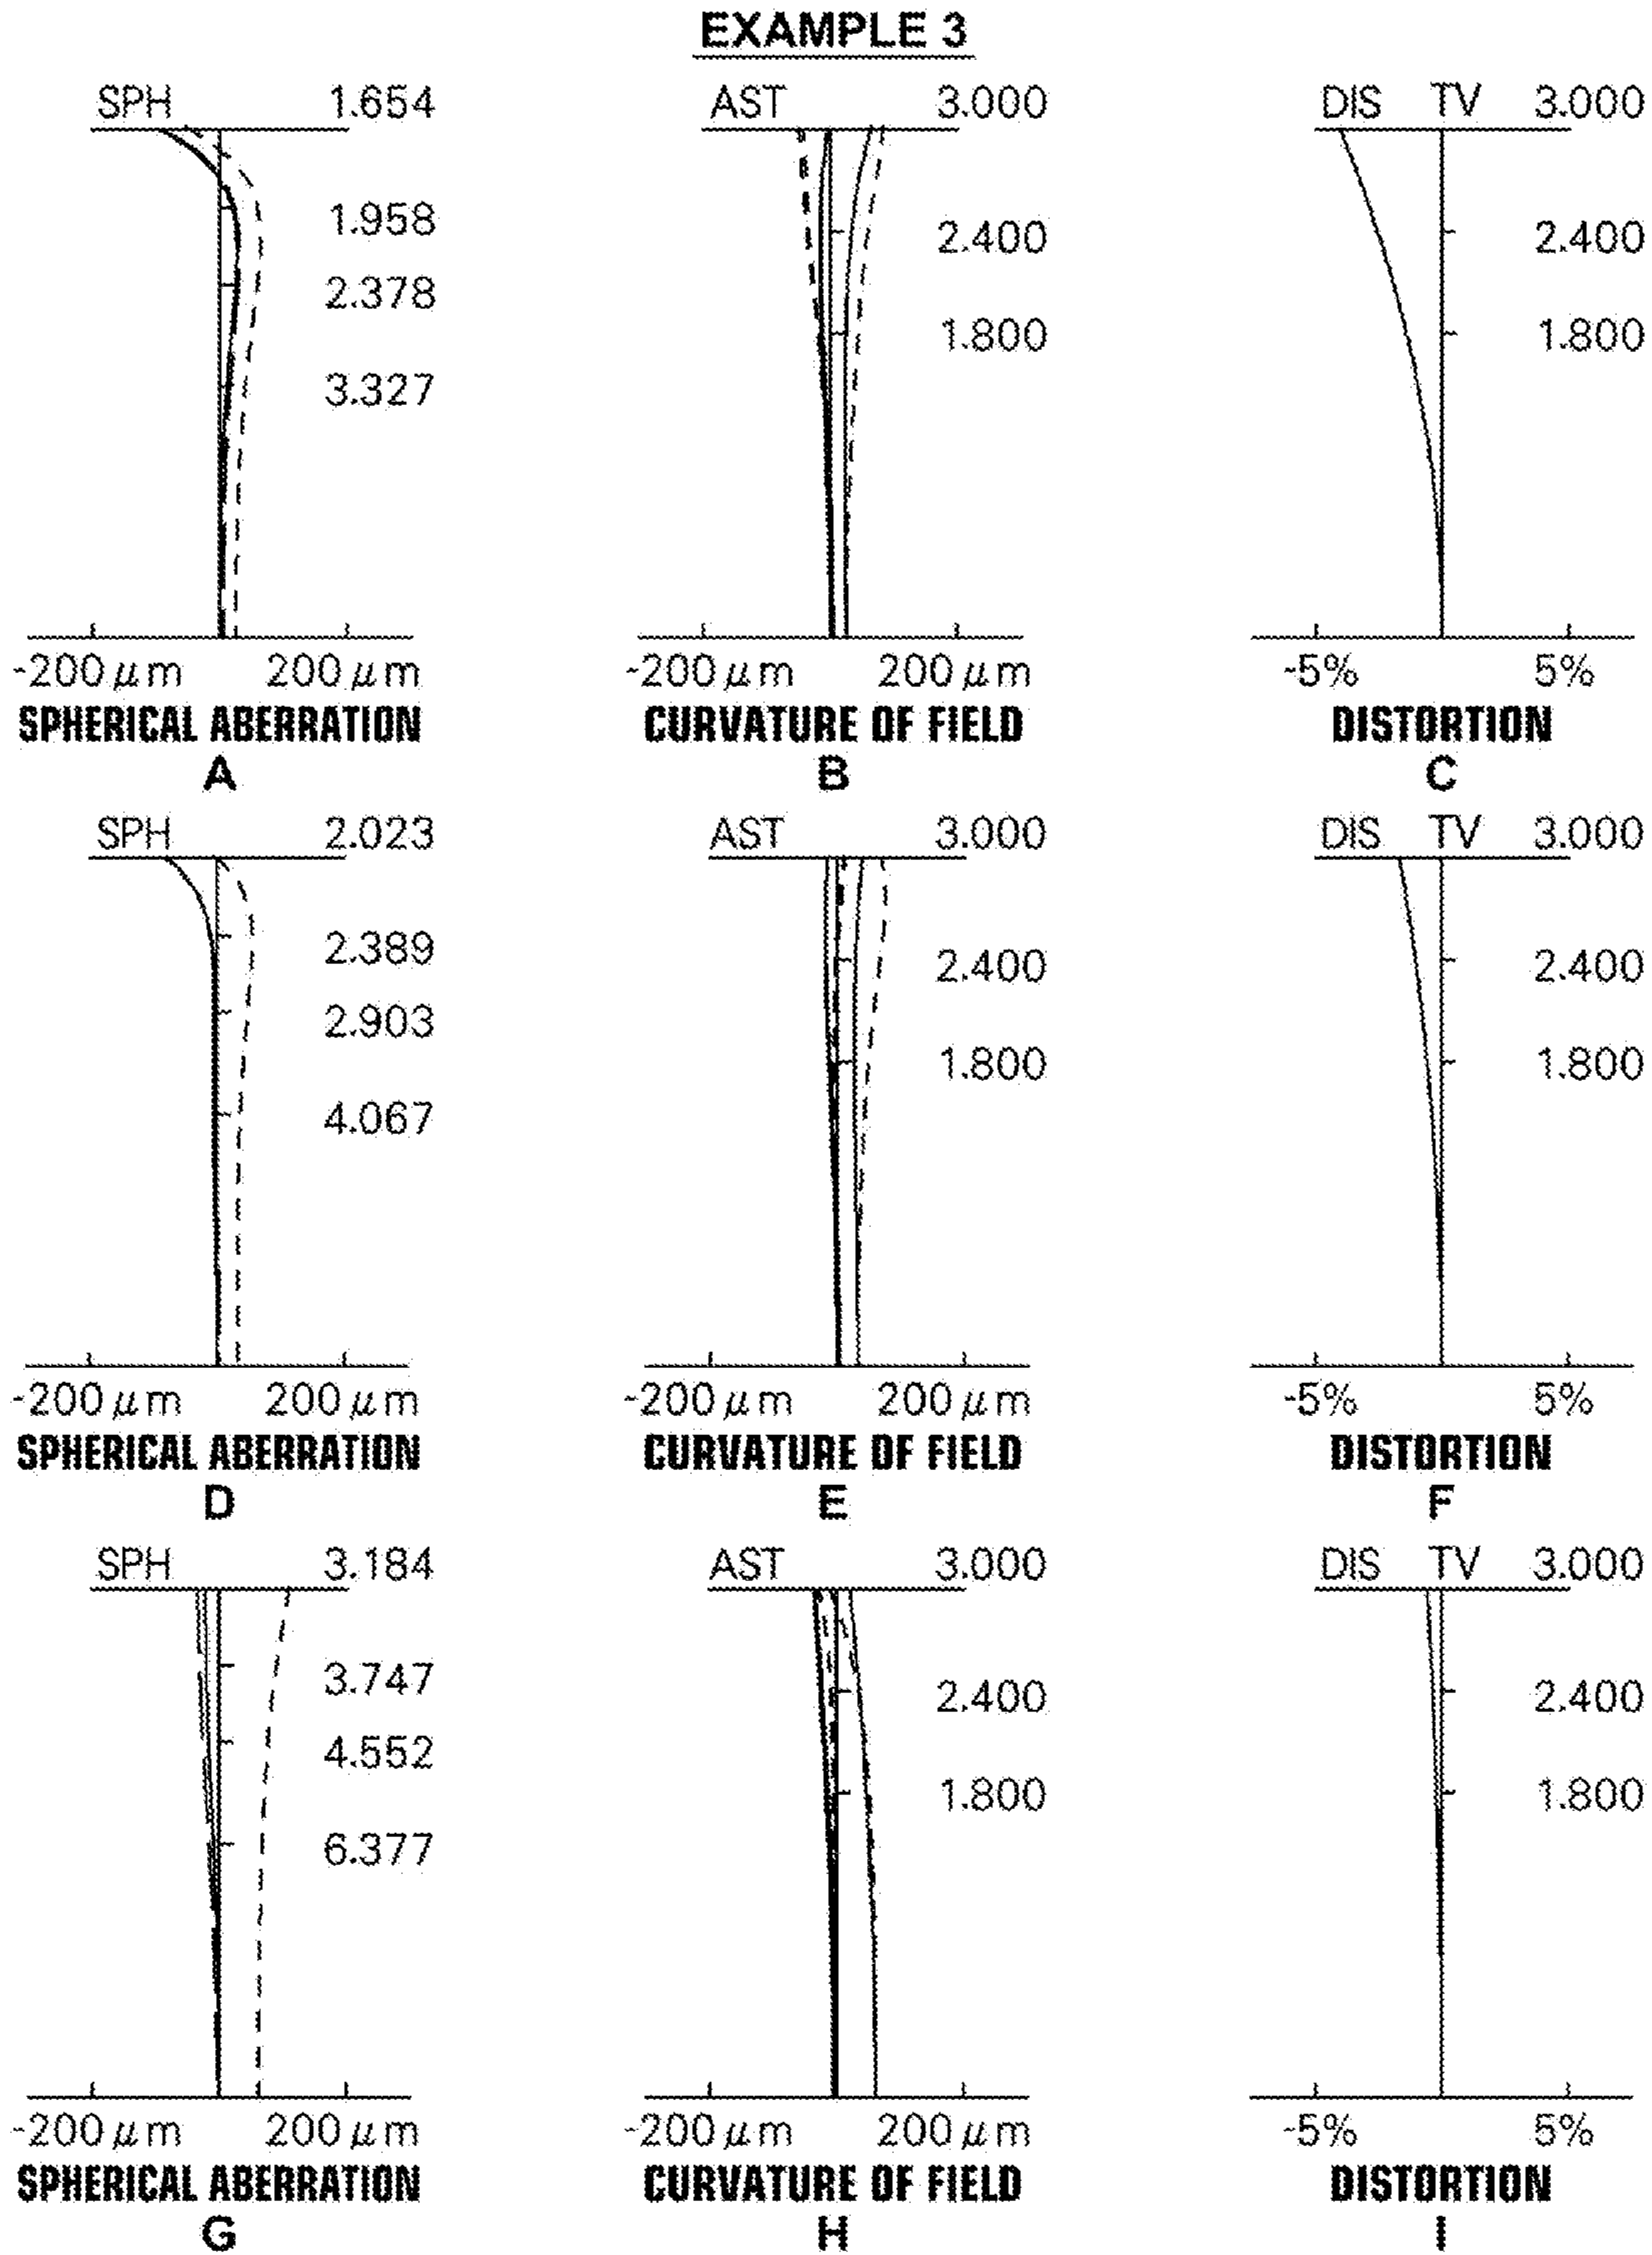 EXAMPLE 3
SPH 1.654 AST 3.000 DIS TV 3.000
1.958 2.400 2.400
2.378 1.800 1.800
3.327
-200 μm 200 μm -200 μm 200 μm -5% 5%
SPHERICAL ABERRATION CURVATURE OF FIELD DISTORTION
A B C
SPH 2.023 AST 3.000 DIS TV 3.000
2.389 2.400 2.400
2.903 1.800 1.800
4.067
-200 μm 200 μm -200 μm 200 μm -5% 5%
SPHERICAL ABERRATION CURVATURE OF FIELD DISTORTION
D E F
SPH 3.184 AST 3.000 DIS TV 3.000
3.747 2.400 2.400
4.552 1.800 1.800
6.377
-200 μm 200 μm -200 μm 200 μm -5% 5%
SPHERICAL ABERRATION CURVATURE OF FIELD DISTORTION
G H I